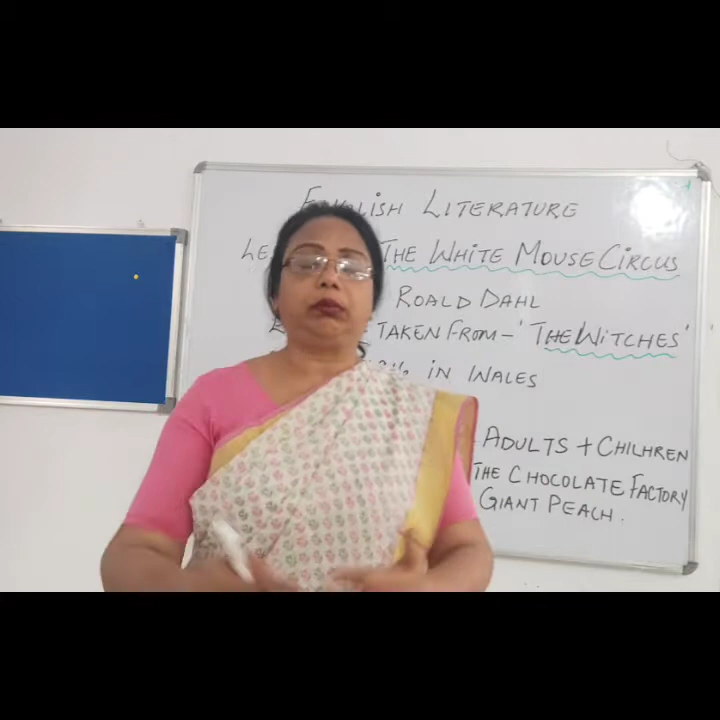 ENGLISH LITERATURE
THE WHITE MOUSE CIRCUS
ROALD DAHL
TAKEN FROM - 'THE WITCHES'
IN WALES
ADULTS + CHILHREN
THE CHOCOLATE FACTORY
GIANT PEACH.